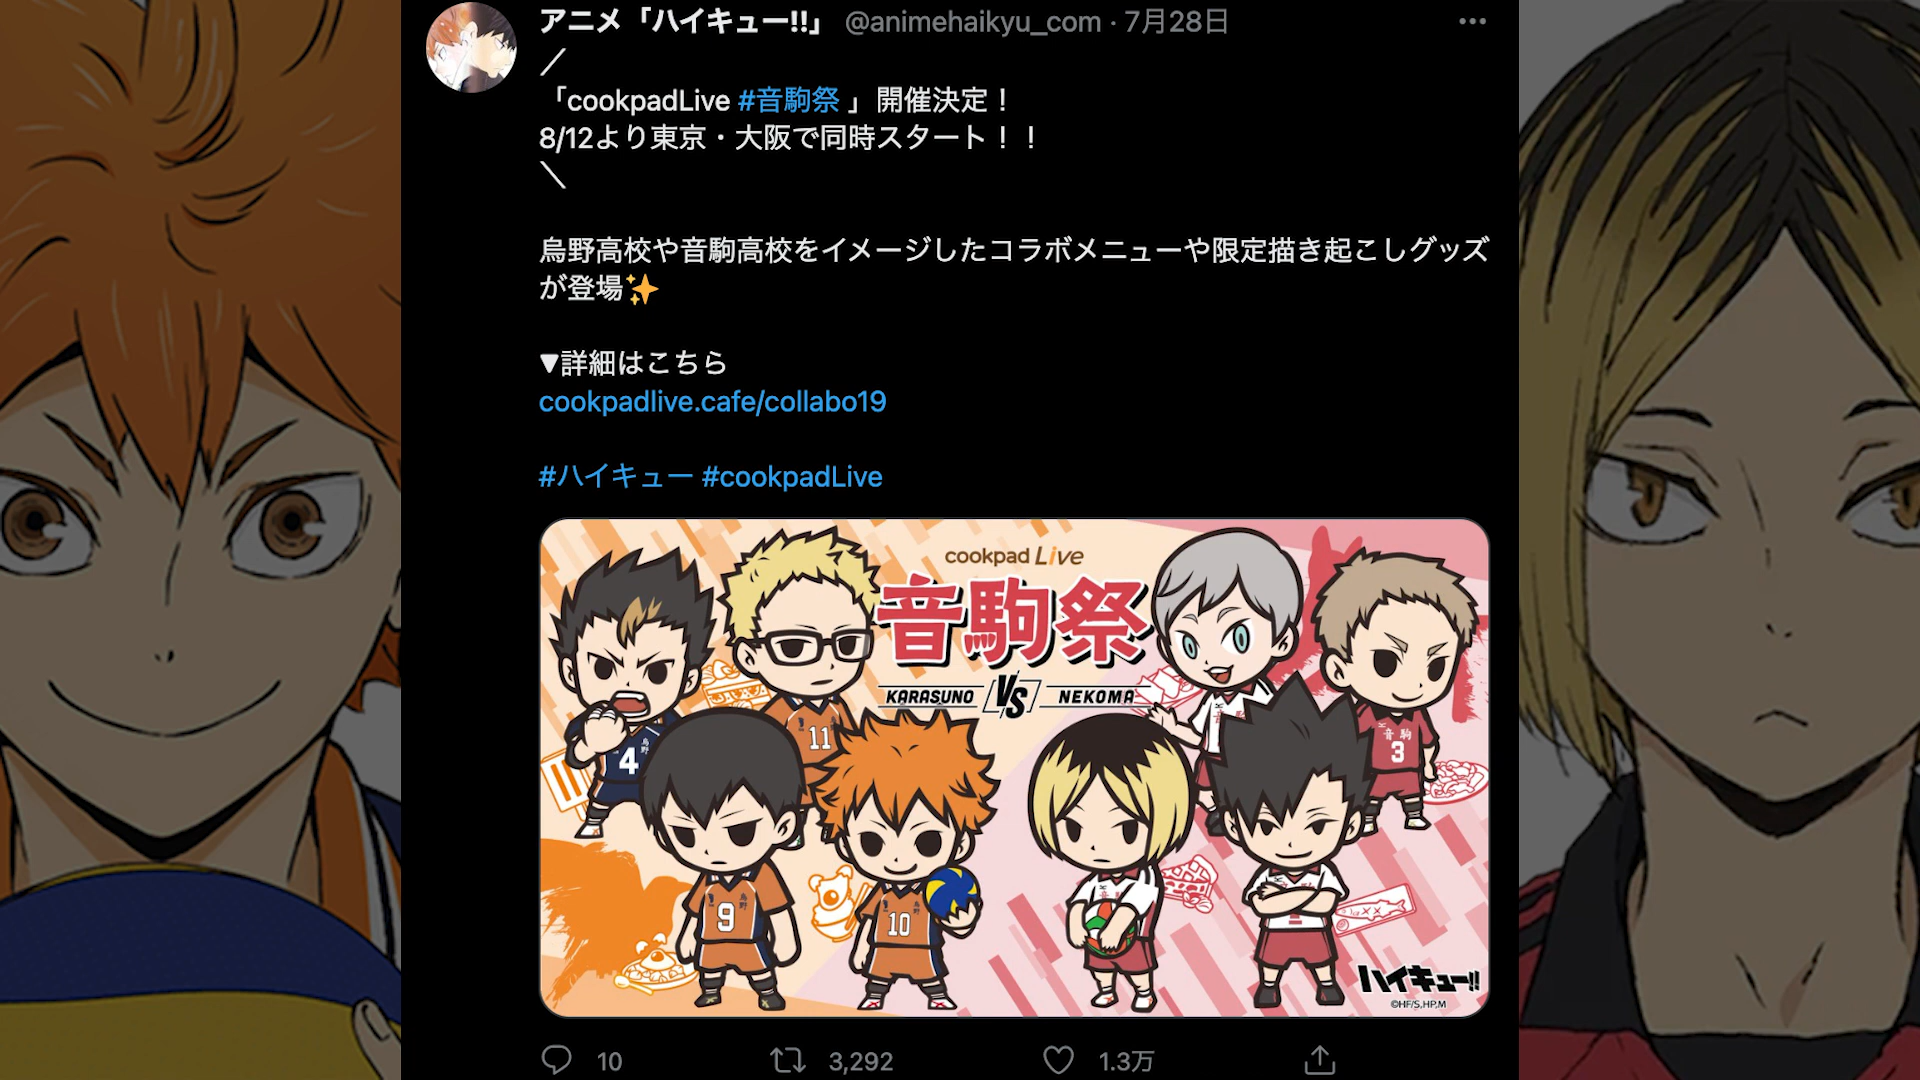 アニメ「ハイキュー!!」 @animehaikyu_com · 7月28日
／
「cookpadLive #音駒祭 」開催決定！
8/12より東京・大阪で同時スタート！！
＼
烏野高校や音駒高校をイメージしたコラボメニューや限定描き起こしグッズ
が登場✨
▼詳細はこちら
cookpadlive.cafe/collabo19
#ハイキュー #cookpadLive
cookpad Live
音駒祭
KARASUNO VS NEKOMA
11
4
烏野
音駒
3
9
烏野
10
ハイキュー!!
©HF/S,HP,M
10
3,292
1.3万